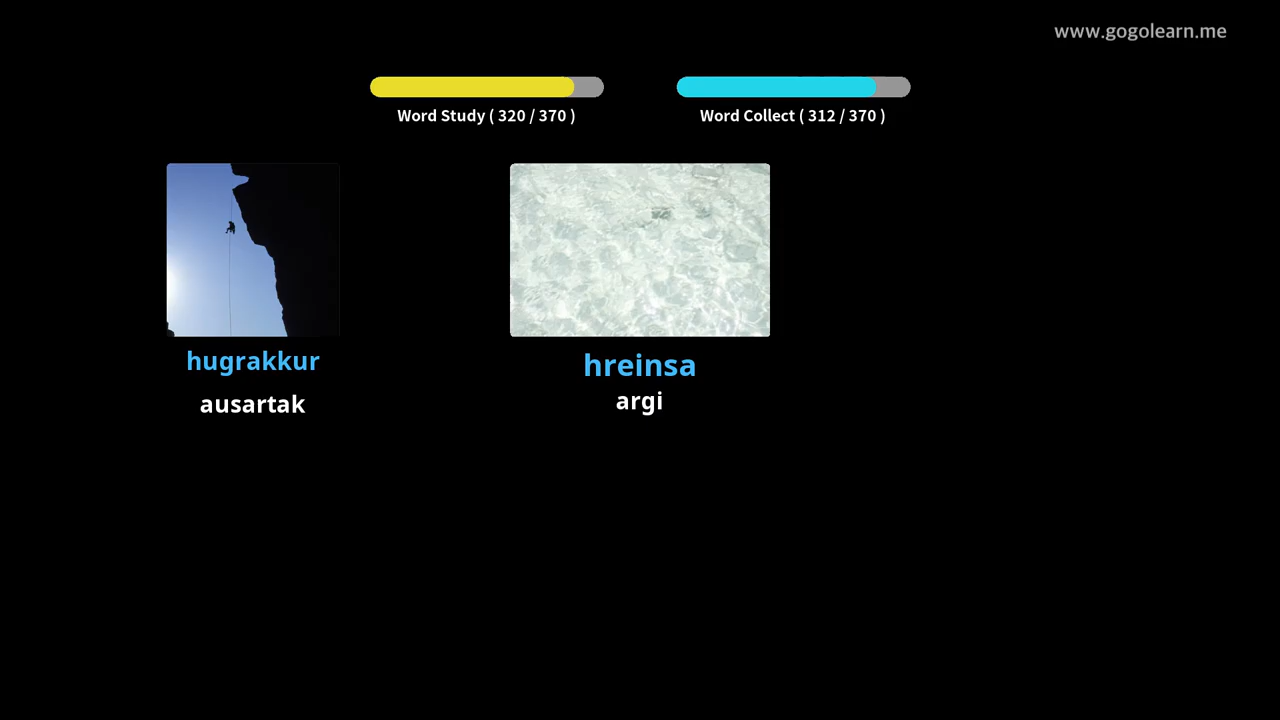 www.gogolearn.me
Word Study ( 320 / 370 )
Word Collect ( 312 / 370 )
hugrakkur
ausartak
hreinsa
argi